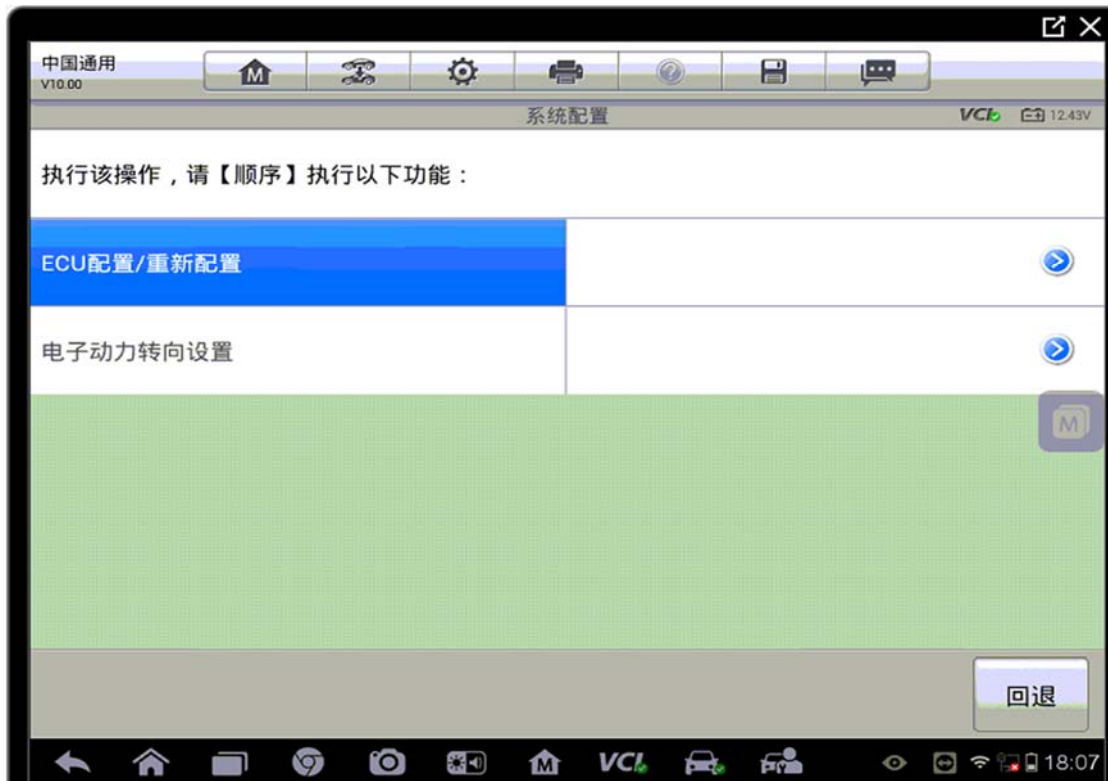 中国通用
V10.00
M
系统配置
VCI
12.43V
执行该操作，请【顺序】执行以下功能：
ECU配置/重新配置
电子动力转向设置
M
回退
M
VCI
18:07